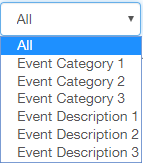 All
All
Event Category 1
Event Category 2
Event Category 3
Event Description 1
Event Description 2
Event Description 3